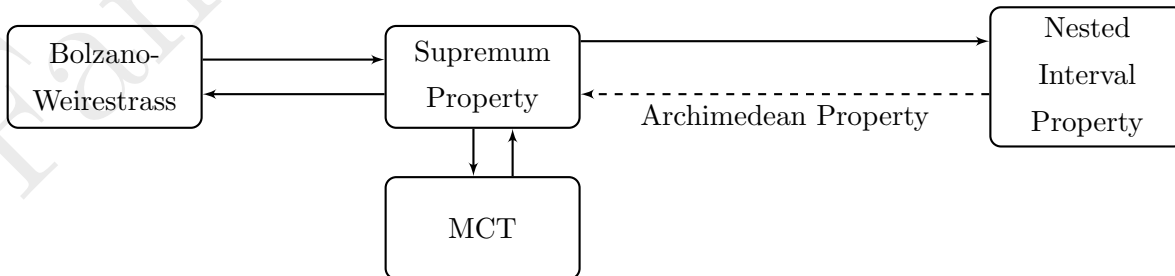 Bolzano-
Weirestrass
Supremum
Property
Nested
Interval
Property
Archimedean Property
MCT